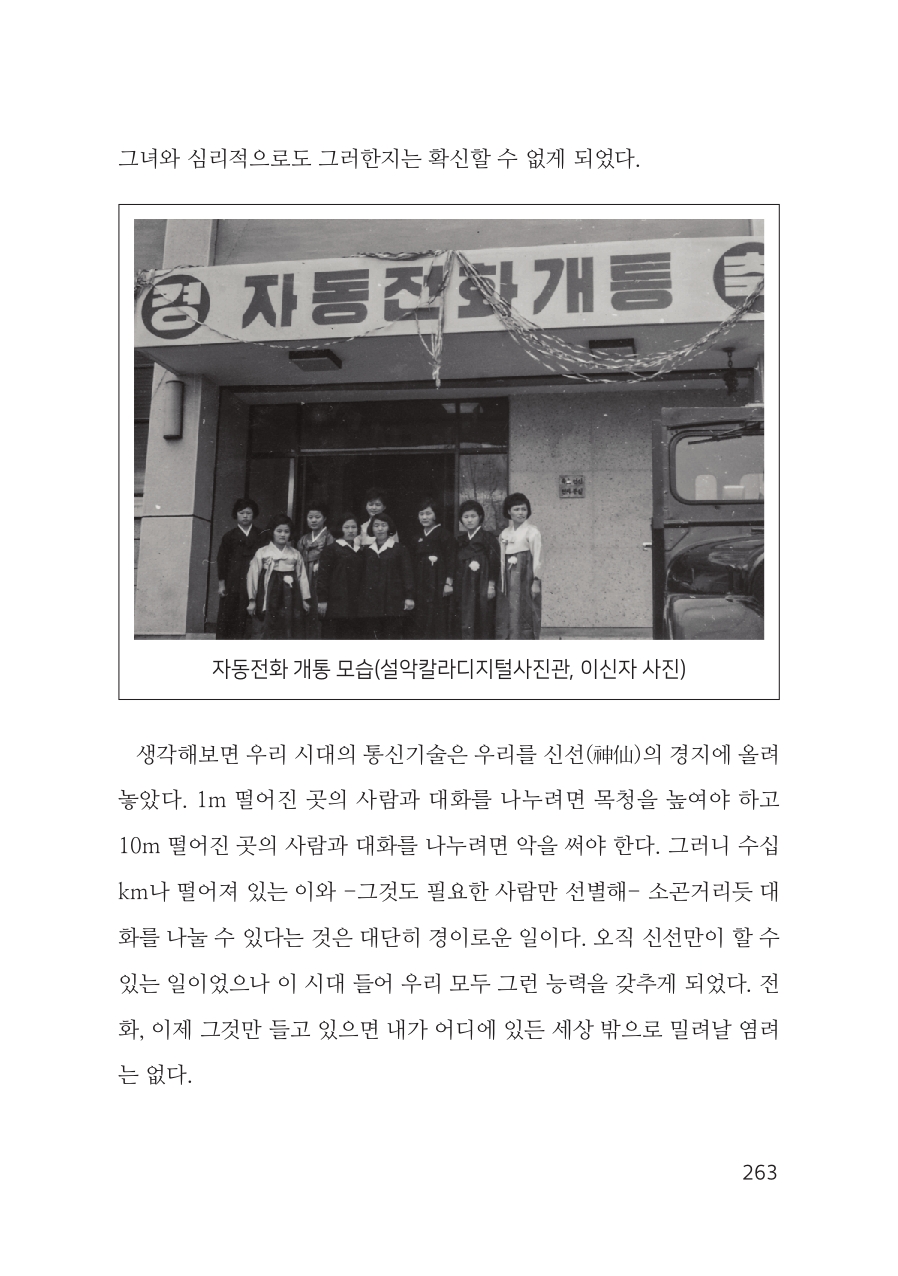 그녀와 심리적으로도 그러한지는 확신할 수 없게 되었다.
경 자동전화개통 축
자동전화 개통 모습(설악칼라디지털사진관, 이신자 사진)
생각해보면 우리 시대의 통신기술은 우리를 신선(神仙)의 경지에 올려
놓았다. 1m 떨어진 곳의 사람과 대화를 나누려면 목청을 높여야 하고
10m 떨어진 곳의 사람과 대화를 나누려면 악을 써야 한다. 그러니 수십
km나 떨어져 있는 이와 -그것도 필요한 사람만 선별해- 소곤거리듯 대
화를 나눌 수 있다는 것은 대단히 경이로운 일이다. 오직 신선만이 할 수
있는 일이었으나 이 시대 들어 우리 모두 그런 능력을 갖추게 되었다. 전
화, 이제 그것만 들고 있으면 내가 어디에 있든 세상 밖으로 밀려날 염려
는 없다.
263